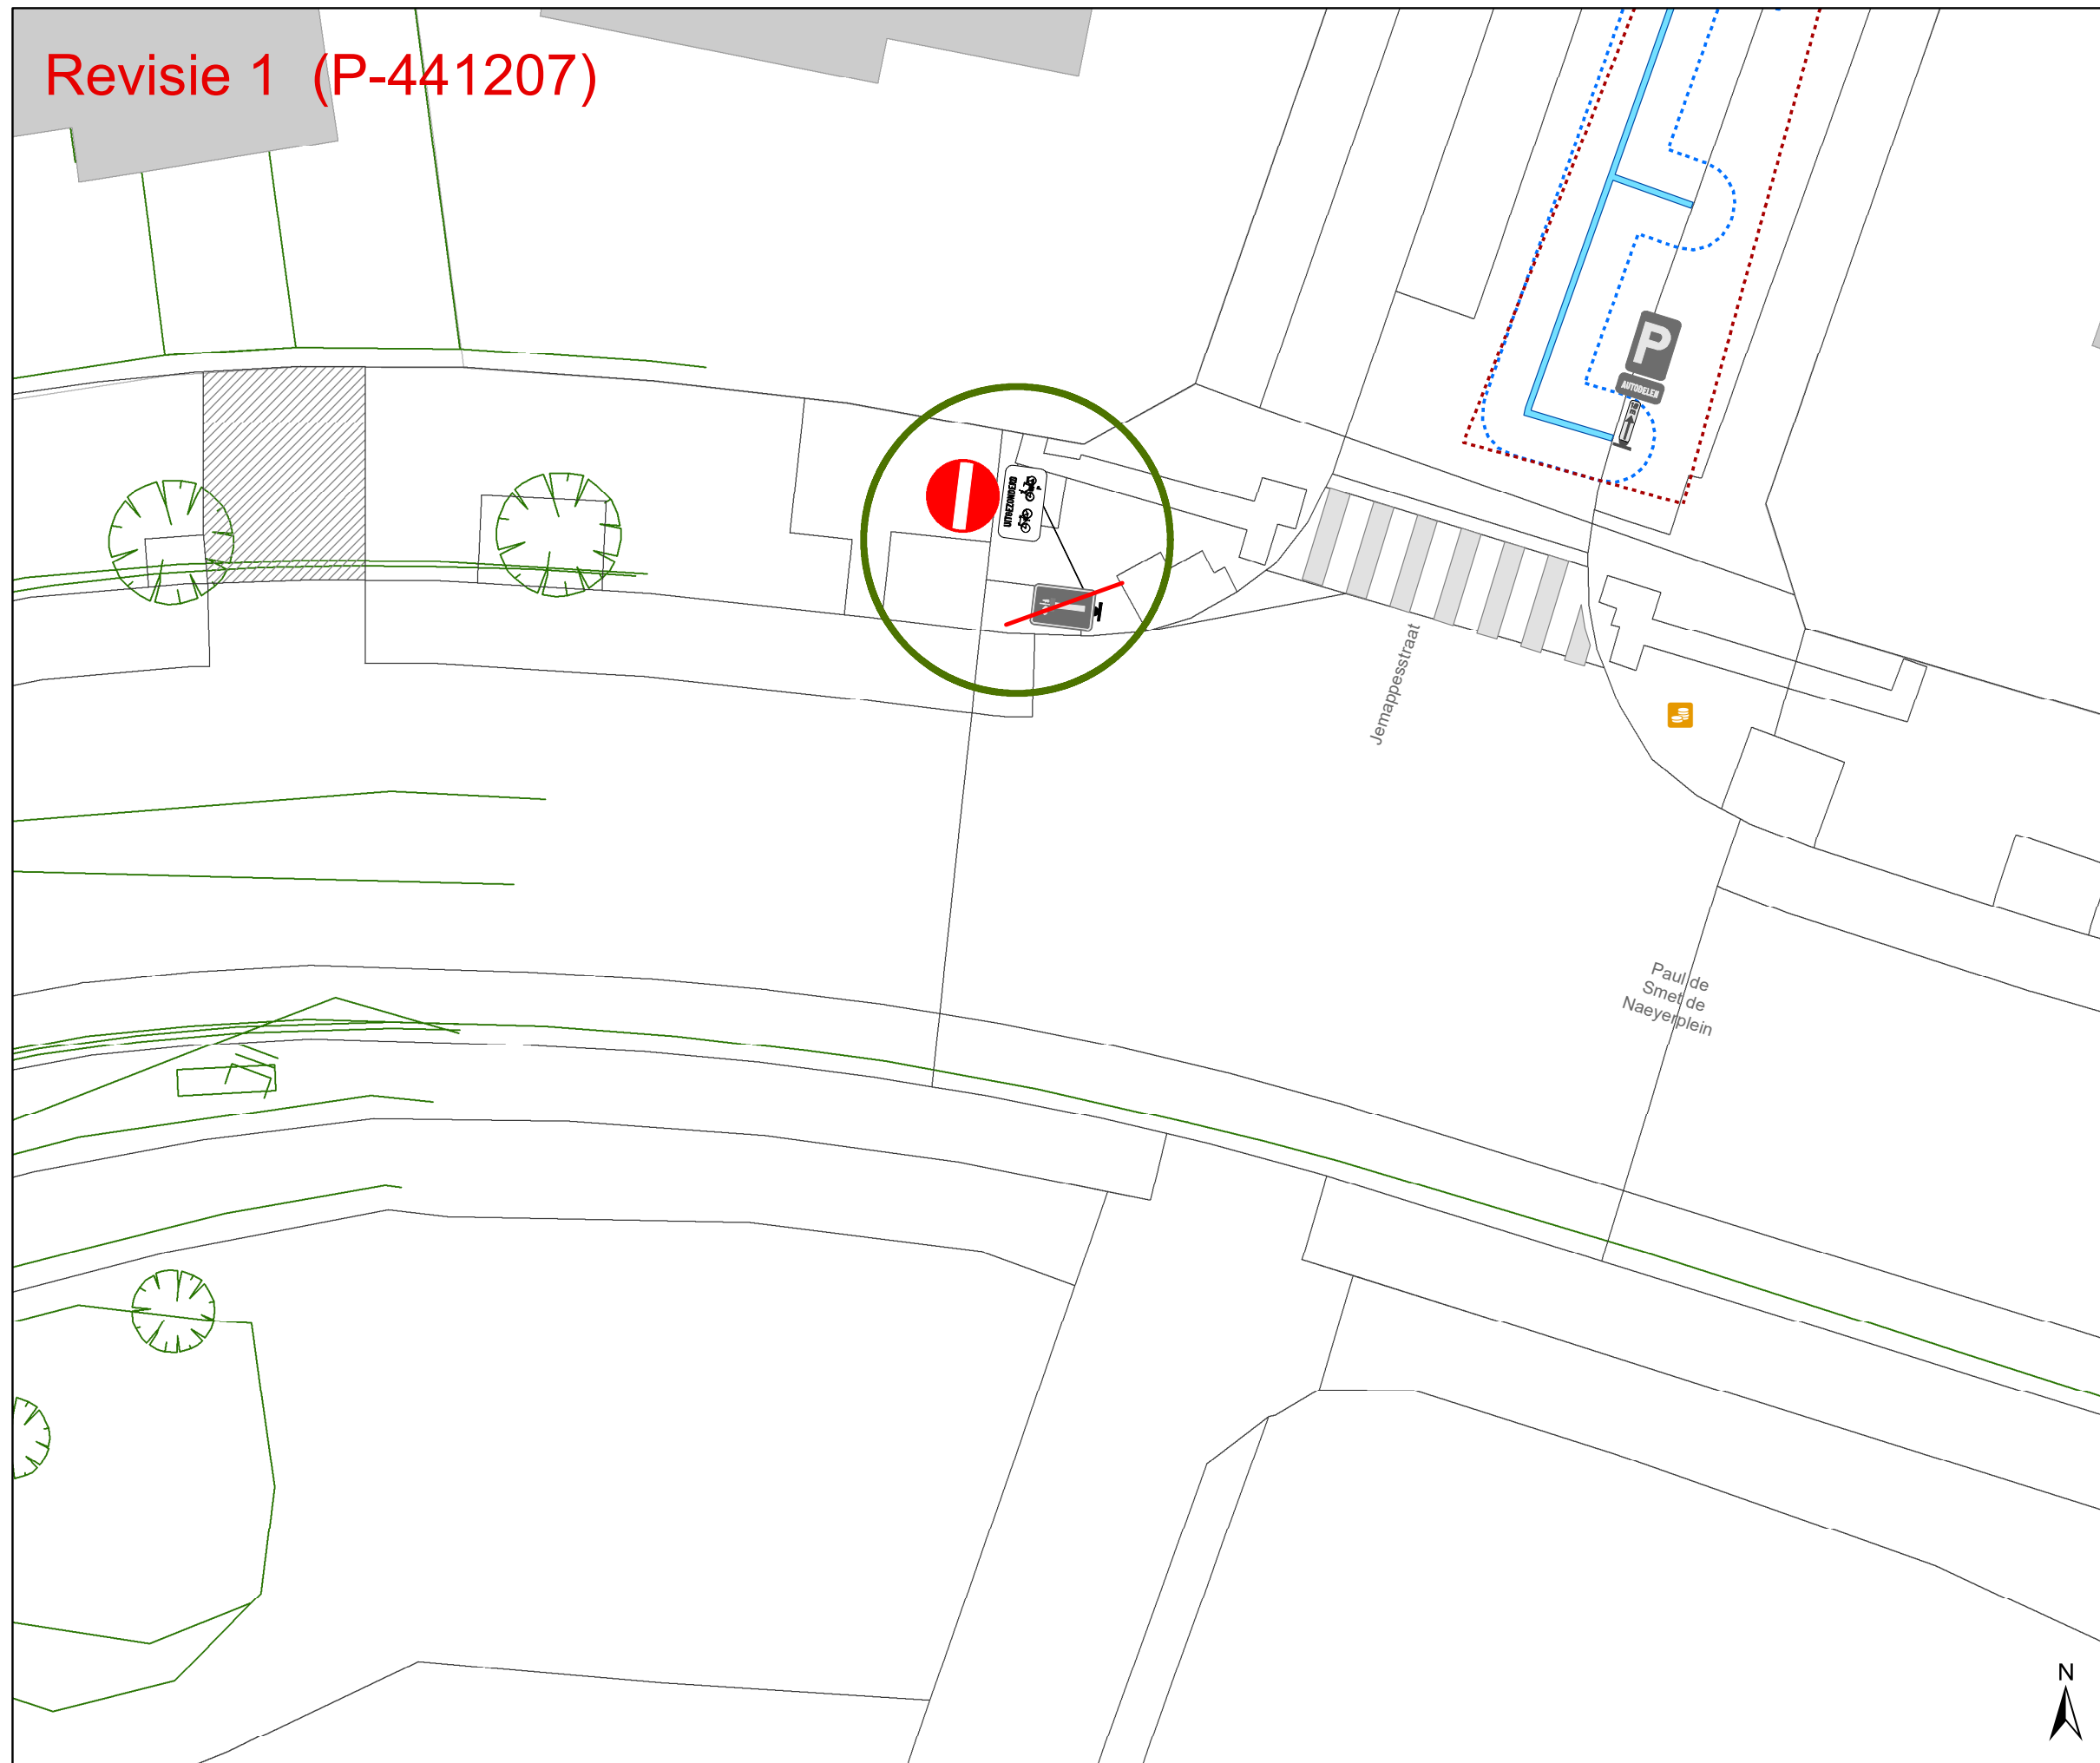 Revisie 1 (P-441207)
P
AUTODELEN
UITGEZONDERD
P
Jemappesstraat
Paul de
Smet de
Naeyerplein
N